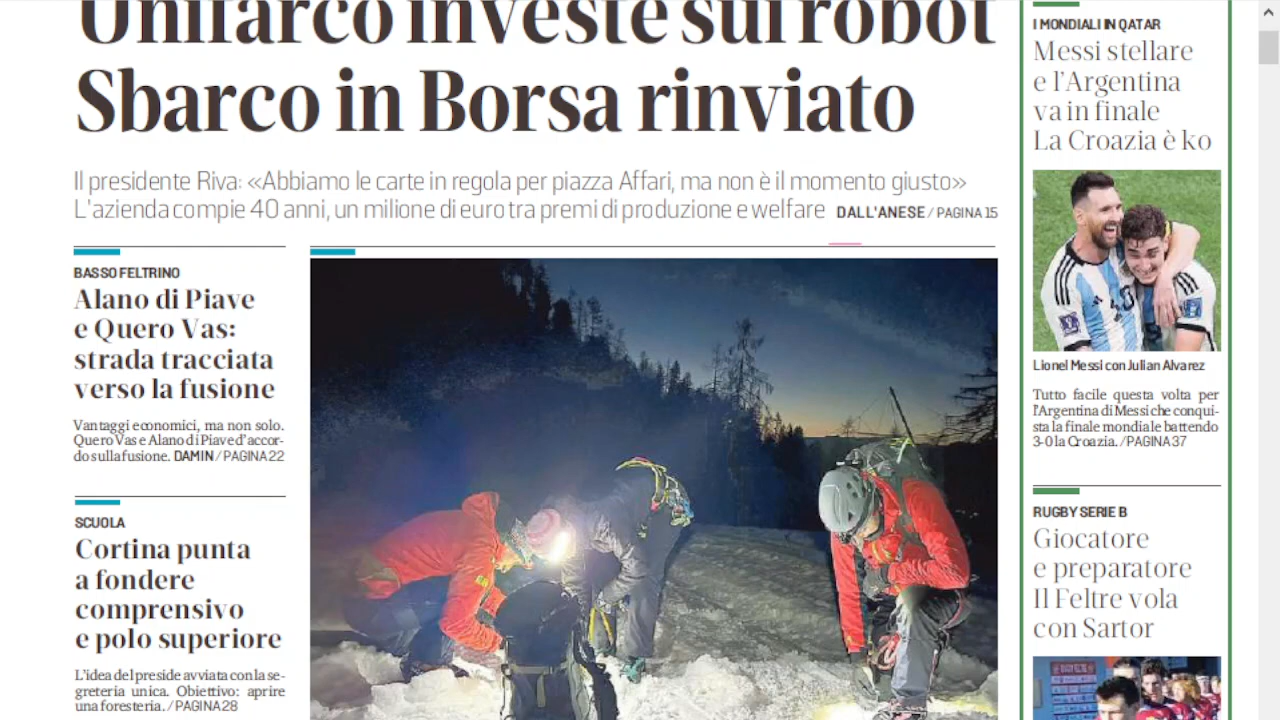 Unifarco investe sui robot
Sbarco in Borsa rinviato
Il presidente Riva: «Abbiamo le carte in regola per piazza Affari, ma non è il momento giusto»
L'azienda compie 40 anni, un milione di euro tra premi di produzione e welfare DALL'ANESE / PAGINA 15
BASSO FELTRINO
Alano di Piave
e Quero Vas:
strada tracciata
verso la fusione
Vantaggi economici, ma non solo.
Quero Vas e Alano di Piave d'accor-
do sulla fusione. DAMIN / PAGINA 22
SCUOLA
Cortina punta
a fondere
comprensivo
e polo superiore
L'idea del preside avviata con la se-
greteria unica. Obiettivo: aprire
una foresteria. / PAGINA 28
I MONDIALI IN QATAR
Messi stellare
e l'Argentina
va in finale
La Croazia è ko
Lionel Messi con Julian Alvarez
Tutto facile questa volta per
l'Argentina di Messi che conqui-
sta la finale mondiale battendo
3-0 la Croazia. / PAGINA 37
RUGBY SERIE B
Giocatore
e preparatore
Il Feltre vola
con Sartor